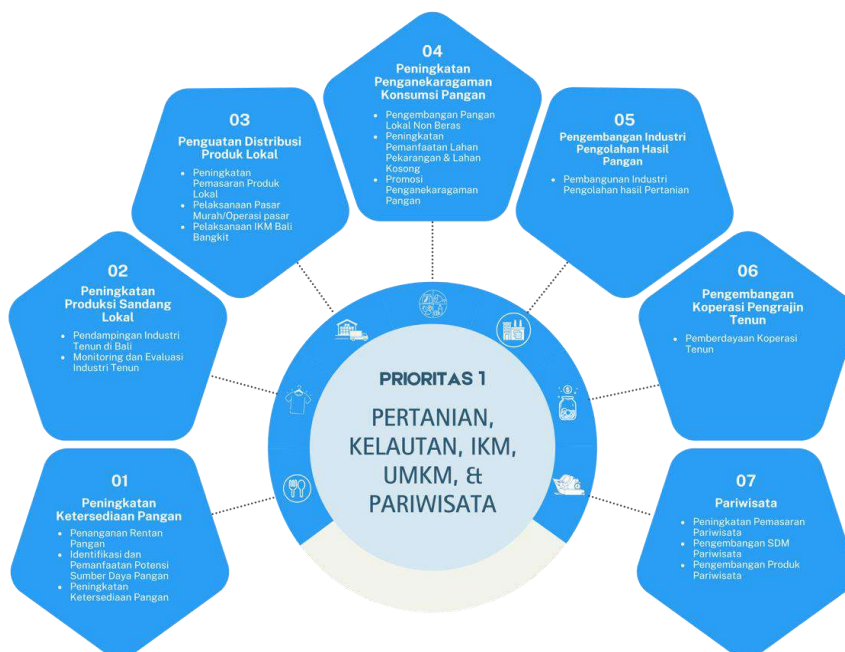 01
Peningkatan
Ketersediaan Pangan
Penanganan Rentan
Pangan
Identifikasi dan
Pemanfaatan Potensi
Sumber Daya Pangan
Peningkatan
Ketersediaan Pangan
02
Peningkatan
Produksi Sandang
Lokal
Pendampingan Industri
Tenun di Bali
Monitoring dan Evaluasi
Industri Tenun
03
Penguatan Distribusi
Produk Lokal
Peningkatan
Pemasaran Produk
Lokal
Pelaksanaan Pasar
Murah/Operasi pasar
Pelaksanaan IKM Bali
Bangkit
04
Peningkatan
Penganekaragaman
Konsumsi Pangan
Pengembangan Pangan
Lokal Non Beras
Peningkatan
Pemanfaatan Lahan
Pekarangan & Lahan
Kosong
Promosi
Penganekaragaman
Pangan
05
Pengembangan Industri
Pengolahan Hasil
Pangan
Pembangunan Industri
Pengolahan hasil Pertanian
06
Pengembangan
Koperasi Pengrajin
Tenun
Pemberdayaan Koperasi
Tenun
07
Pariwisata
Peningkatan Pemasaran
Pariwisata
Pengembangan SDM
Pariwisata
Pengembangan Produk
Pariwisata
PRIORITAS 1
PERTANIAN,
KELAUTAN, IKM,
UMKM, &
PARIWISATA